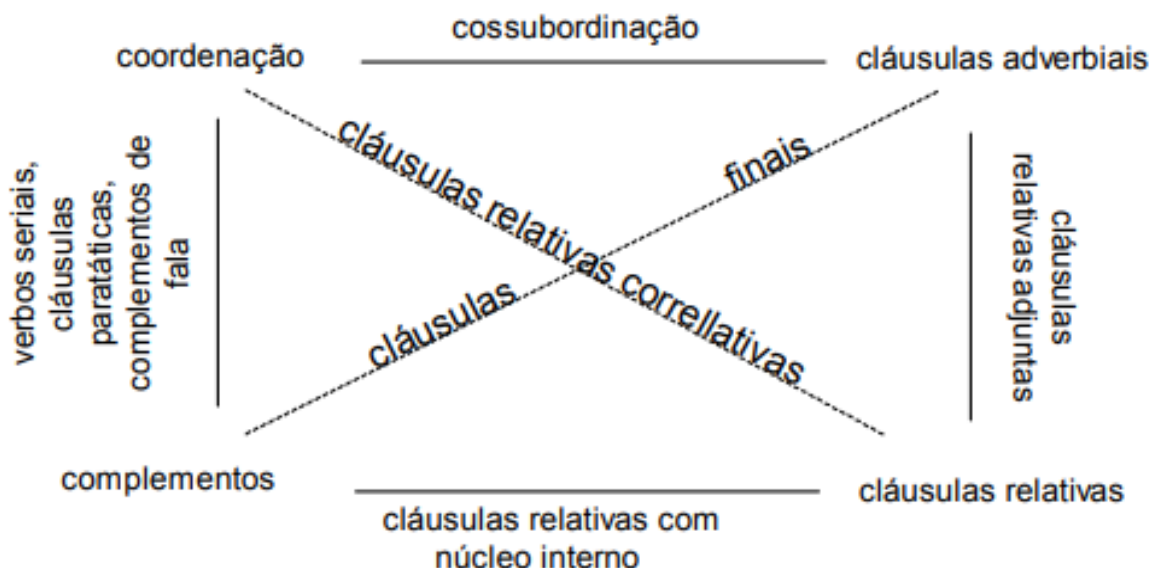 cossubordinação
coordenação
cláusulas adverbiais
verbos seriais,
cláusulas
paratáticas,
complementos de
fala
cláusulas relativas correllativas
cláusulas finais
cláusulas
relativas adjuntas
complementos
cláusulas relativas
cláusulas relativas com
núcleo interno